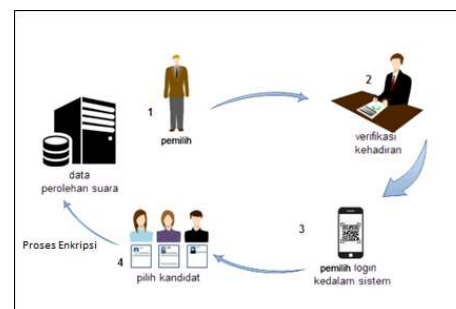 1
pemilih
2
verifikasi
kehadiran
3
pemilih login
kedalam sistem
4
pilih kandidat
Proses Enkripsi
data
perolehan suara